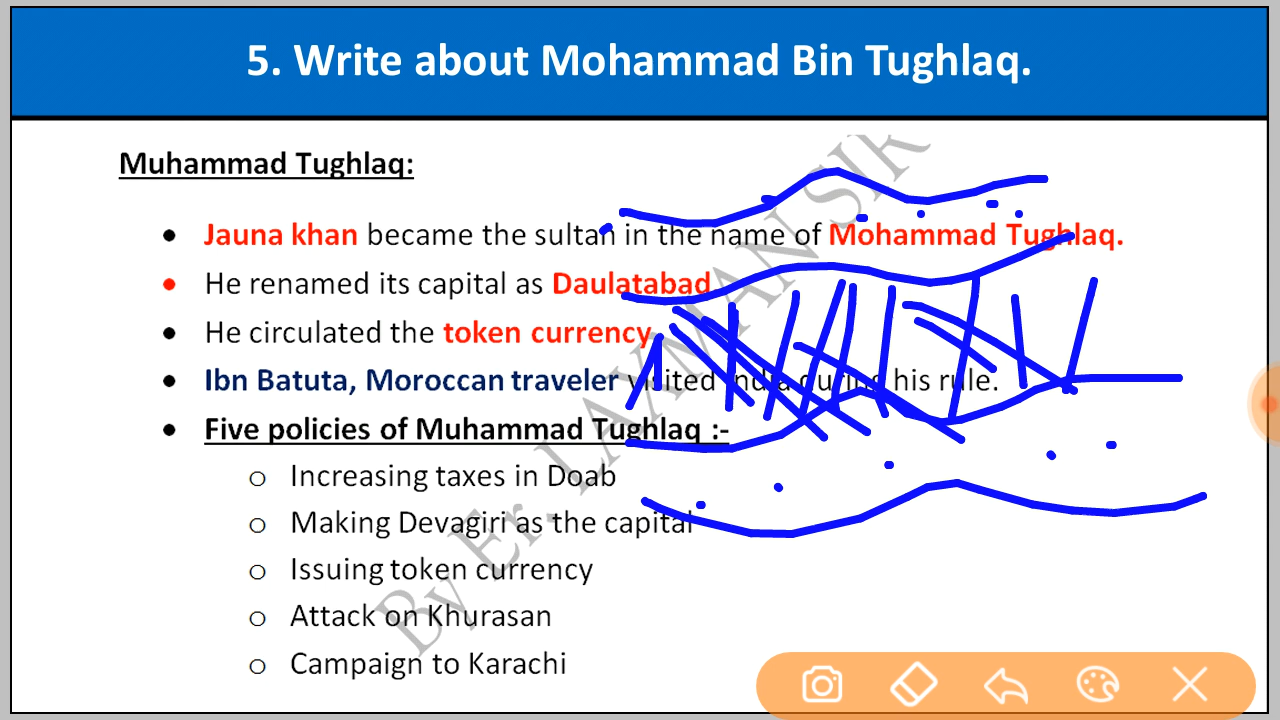 5. Write about Mohammad Bin Tughlaq.
Muhammad Tughlaq:
• Jauna khan became the sultan in the name of Mohammad Tughlaq.
• He renamed its capital as Daulatabad
• He circulated the token currency
• Ibn Batuta, Moroccan traveler visited India during his rule.
• Five policies of Muhammad Tughlaq :-
o Increasing taxes in Doab
o Making Devagiri as the capital
o Issuing token currency
o Attack on Khurasan
o Campaign to Karachi
By Er. LAXMAN SIR